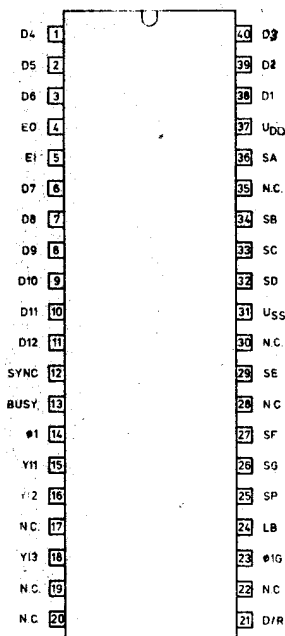 D4 1 40 D3
D5 2 39 D2
D6 3 38 D1
E0 4 37 UDD
E1 5 36 SA
D7 6 35 N.C.
D8 7 34 SB
D9 8 33 SC
D10 9 32 SD
D11 10 31 USS
D12 11 30 N.C.
SYNC 12 29 SE
BUSY 13 28 N.C
ø1 14 27 SF
YI1 15 26 SG
YI2 16 25 SP
N.C. 17 24 LB
YI3 18 23 ø1G
N.C. 19 22 N.C
N.C. 20 21 D/R